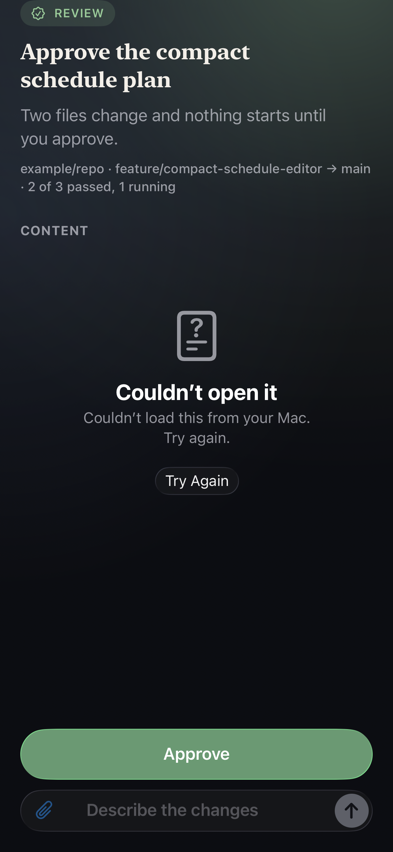 REVIEW
Approve the compact
schedule plan
Two files change and nothing starts until
you approve.
example/repo · feature/compact-schedule-editor → main
· 2 of 3 passed, 1 running
CONTENT
?
Couldn’t open it
Couldn’t load this from your Mac.
Try again.
Try Again
Approve
Describe the changes